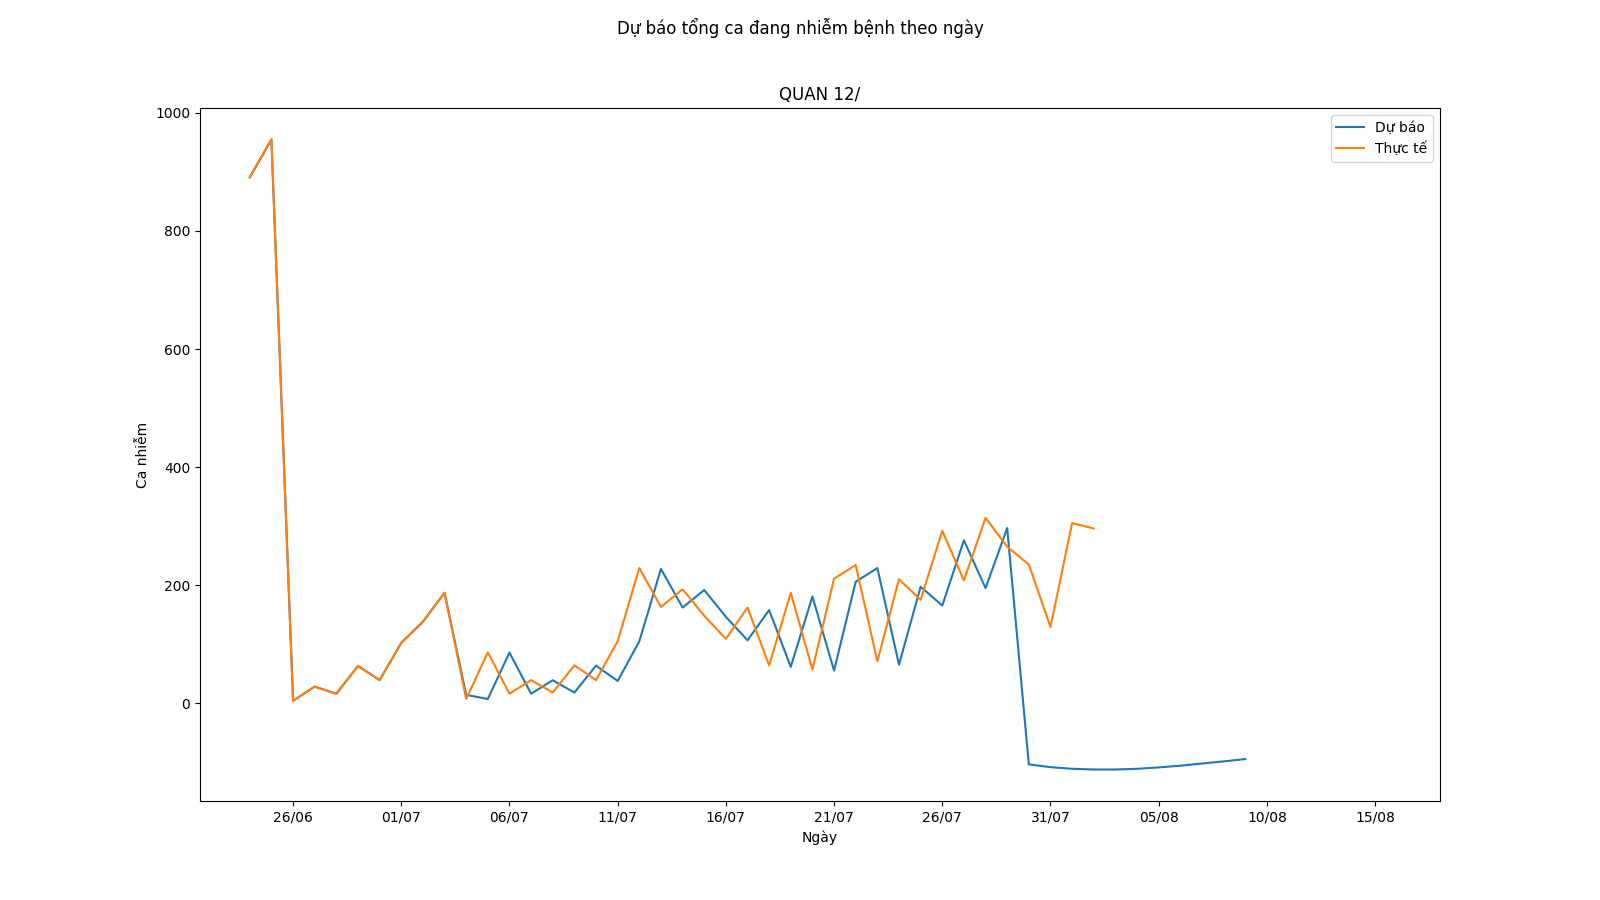 Dự báo tổng ca đang nhiễm bệnh theo ngày
QUAN 12/
Dự báo
Thực tế
1000
800
600
400
200
0
Ca nhiễm
26/06 01/07 06/07 11/07 16/07 21/07 26/07 31/07 05/08 10/08 15/08
Ngày